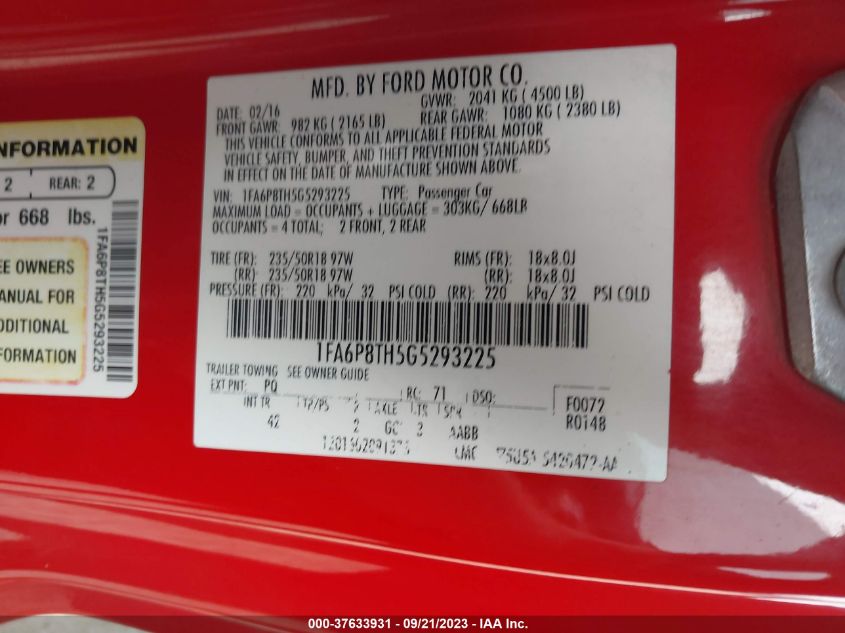 MFD. BY FORD MOTOR CO.
DATE: 02/16 GVWR: 2041 KG ( 4500 LB)
FRONT GAWR: 982 KG ( 2165 LB) REAR GAWR: 1080 KG ( 2380 LB)
THIS VEHICLE CONFORMS TO ALL APPLICABLE FEDERAL MOTOR
VEHICLE SAFETY, BUMPER, AND THEFT PREVENTION STANDARDS
IN EFFECT ON THE DATE OF MANUFACTURE SHOWN ABOVE.
VIN: 1FA6P8TH5G5293225 TYPE: Passenger Car
MAXIMUM LOAD = OCCUPANTS + LUGGAGE = 303KG/ 668LB
OCCUPANTS = 4 TOTAL; 2 FRONT, 2 REAR
TIRE (FR): 235/50R18 97W RIMS (FR): 18x8.0J
(RR): 235/50R18 97W (RR): 18x8.0J
PRESSURE (FR): 220 kPa/ 32 PSI COLD (RR): 220 kPa/ 32 PSI COLD
1FA6P8TH5G5293225
TRAILER TOWING SEE OWNER GUIDE
EXT PNT: PQ RC: 71 DSO: F0072
INT TR TP/PS R0148
42 2 3 AABB
NFORMATION
2 REAR: 2
or 668 lbs.
EE OWNERS
ANUAL FOR
DDITIONAL
FORMATION
1FA6P8TH5G5293225
000-37633931 - 09/21/2023 - IAA Inc.